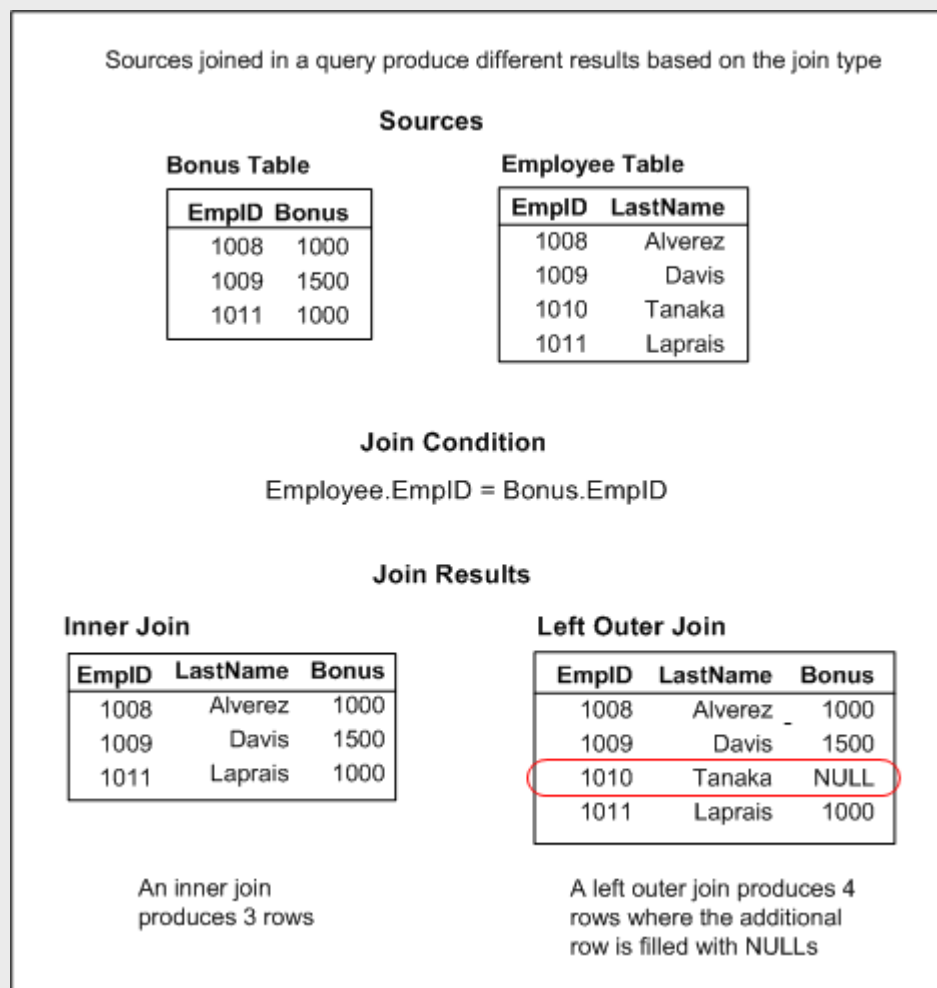 Sources joined in a query produce different results based on the join type
Sources
Bonus Table
EmpID Bonus
1008 1000
1009 1500
1011 1000
Employee Table
EmpID LastName
1008 Alverez
1009 Davis
1010 Tanaka
1011 Laprais
Join Condition
Employee.EmpID = Bonus.EmpID
Join Results
Inner Join
EmpID LastName Bonus
1008 Alverez 1000
1009 Davis 1500
1011 Laprais 1000
An inner join
produces 3 rows
Left Outer Join
EmpID LastName Bonus
1008 Alverez - 1000
1009 Davis 1500
1010 Tanaka NULL
1011 Laprais 1000
A left outer join produces 4
rows where the additional
row is filled with NULLs